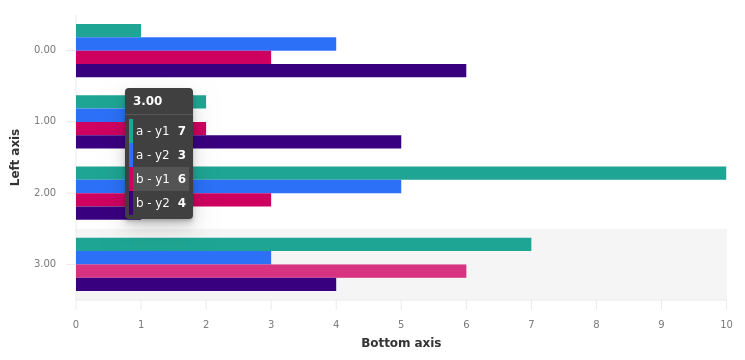 0.00
1.00
2.00
3.00
Left axis
3.00
a - y1 7
a - y2 3
b - y1 6
b - y2 4
0 1 2 3 4 5 6 7 8 9 10
Bottom axis